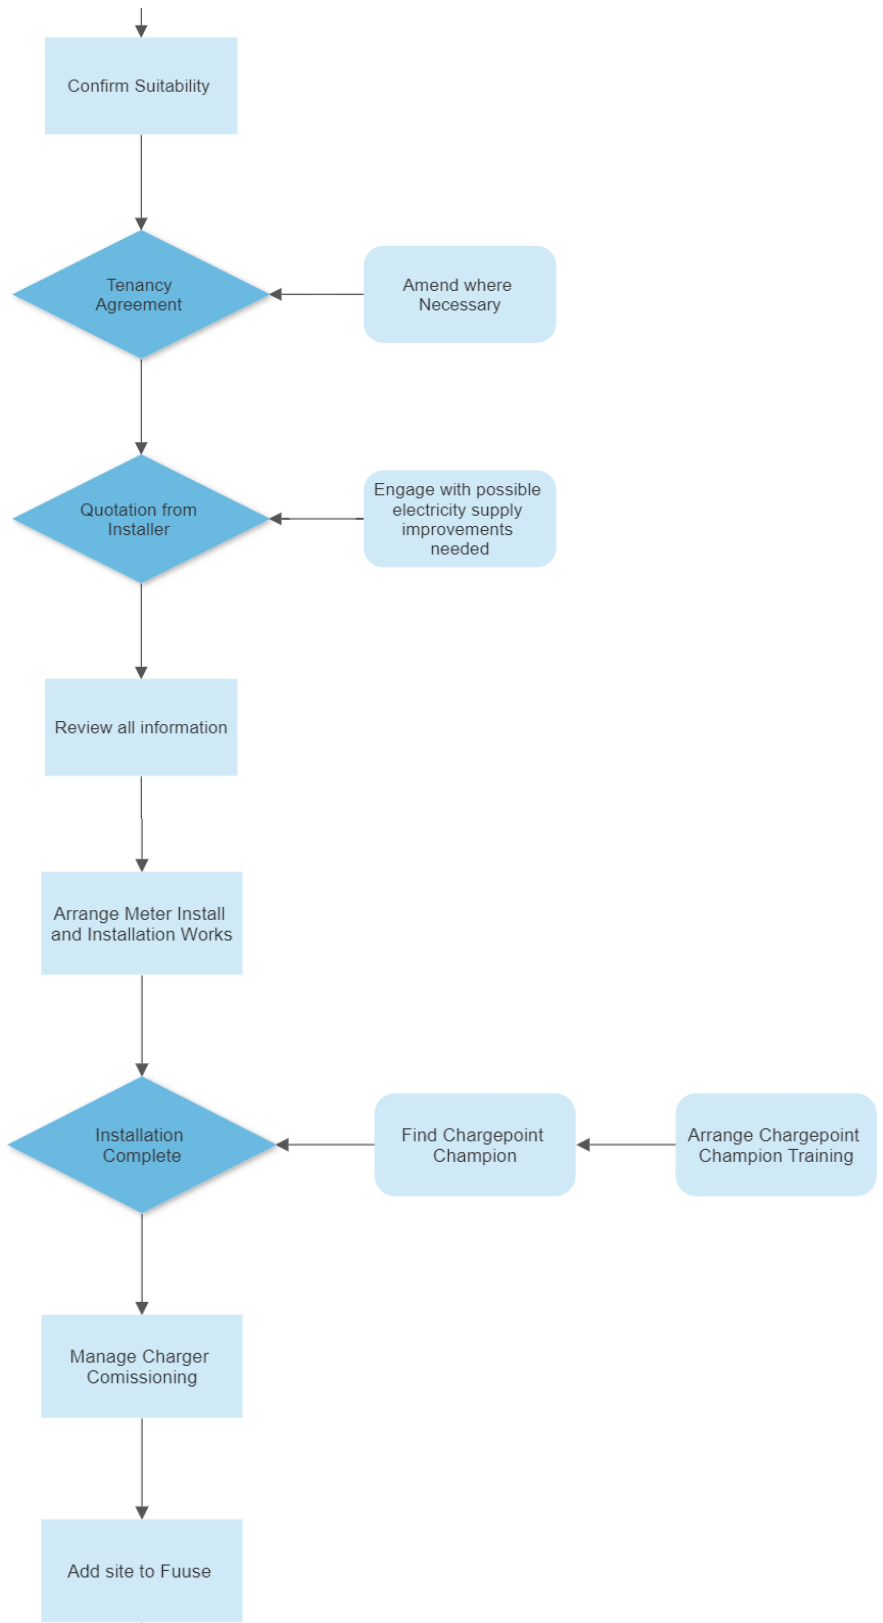 Confirm Suitability
Tenancy
Agreement
Amend where
Necessary
Quotation from
Installer
Engage with possible
electricity supply
improvements
needed
Review all information
Arrange Meter Install
and Installation Works
Installation
Complete
Find Chargepoint
Champion
Arrange Chargepoint
Champion Training
Manage Charger
Comissioning
Add site to Fuuse